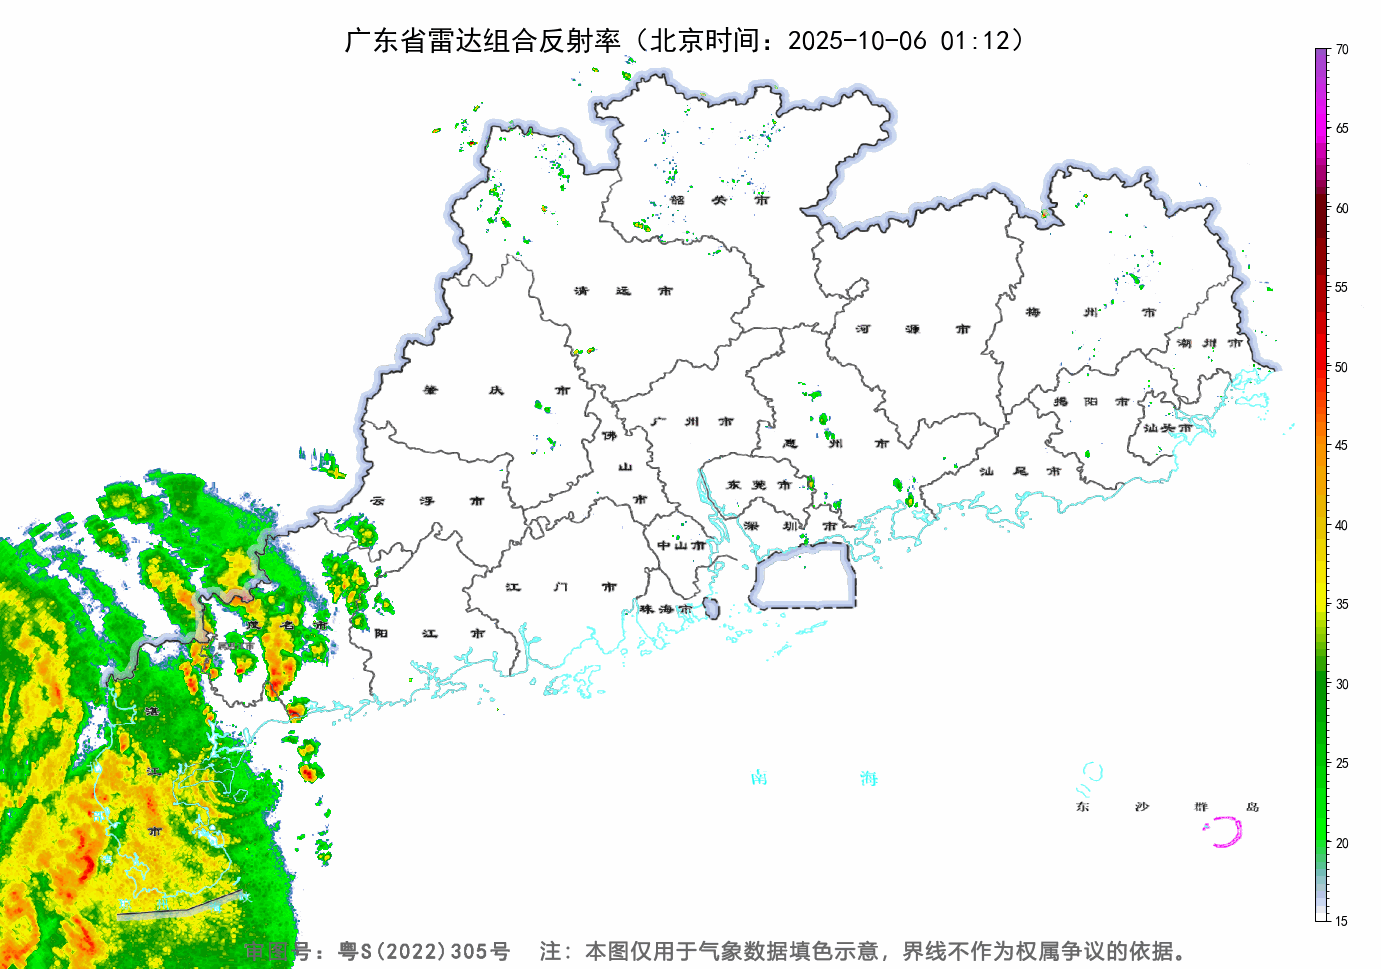 广东省雷达组合反射率（北京时间：2025-10-06 01:12）
70
65
60
55
50
45
40
35
30
25
20
15
韶关市
清远市
河源市
梅州市
潮州市
肇庆市
广州市
惠州市
揭阳市
汕头市
佛山市
东莞市
汕尾市
云浮市
深圳市
中山市
江门市
珠海市
阳江市
茂名市
湛江市
南海
东沙群岛
审图号：粤S(2022)305号 注：本图仅用于气象数据填色示意，界线不作为权属争议的依据。